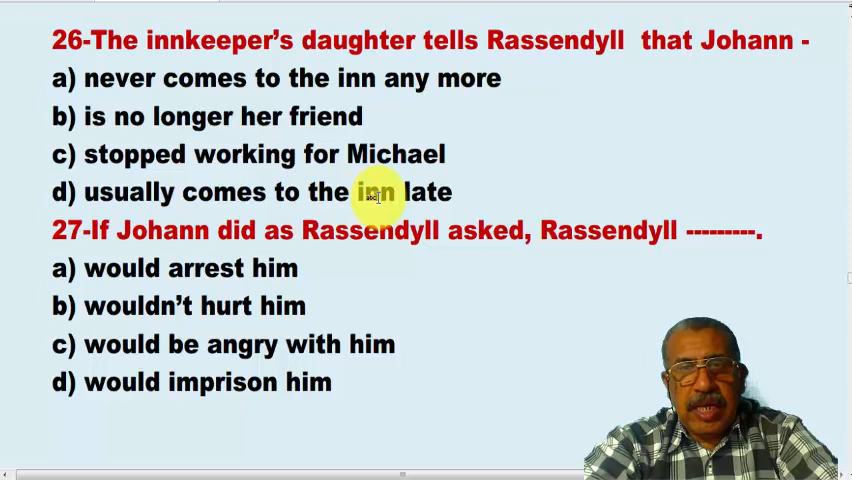 26-The innkeeper's daughter tells Rassendyll  that Johann -
a) never comes to the inn any more
b) is no longer her friend
c) stopped working for Michael
d) usually comes to the inn late
27-If Johann did as Rassendyll asked, Rassendyll ---------.
a) would arrest him
b) wouldn't hurt him
c) would be angry with him
d) would imprison him